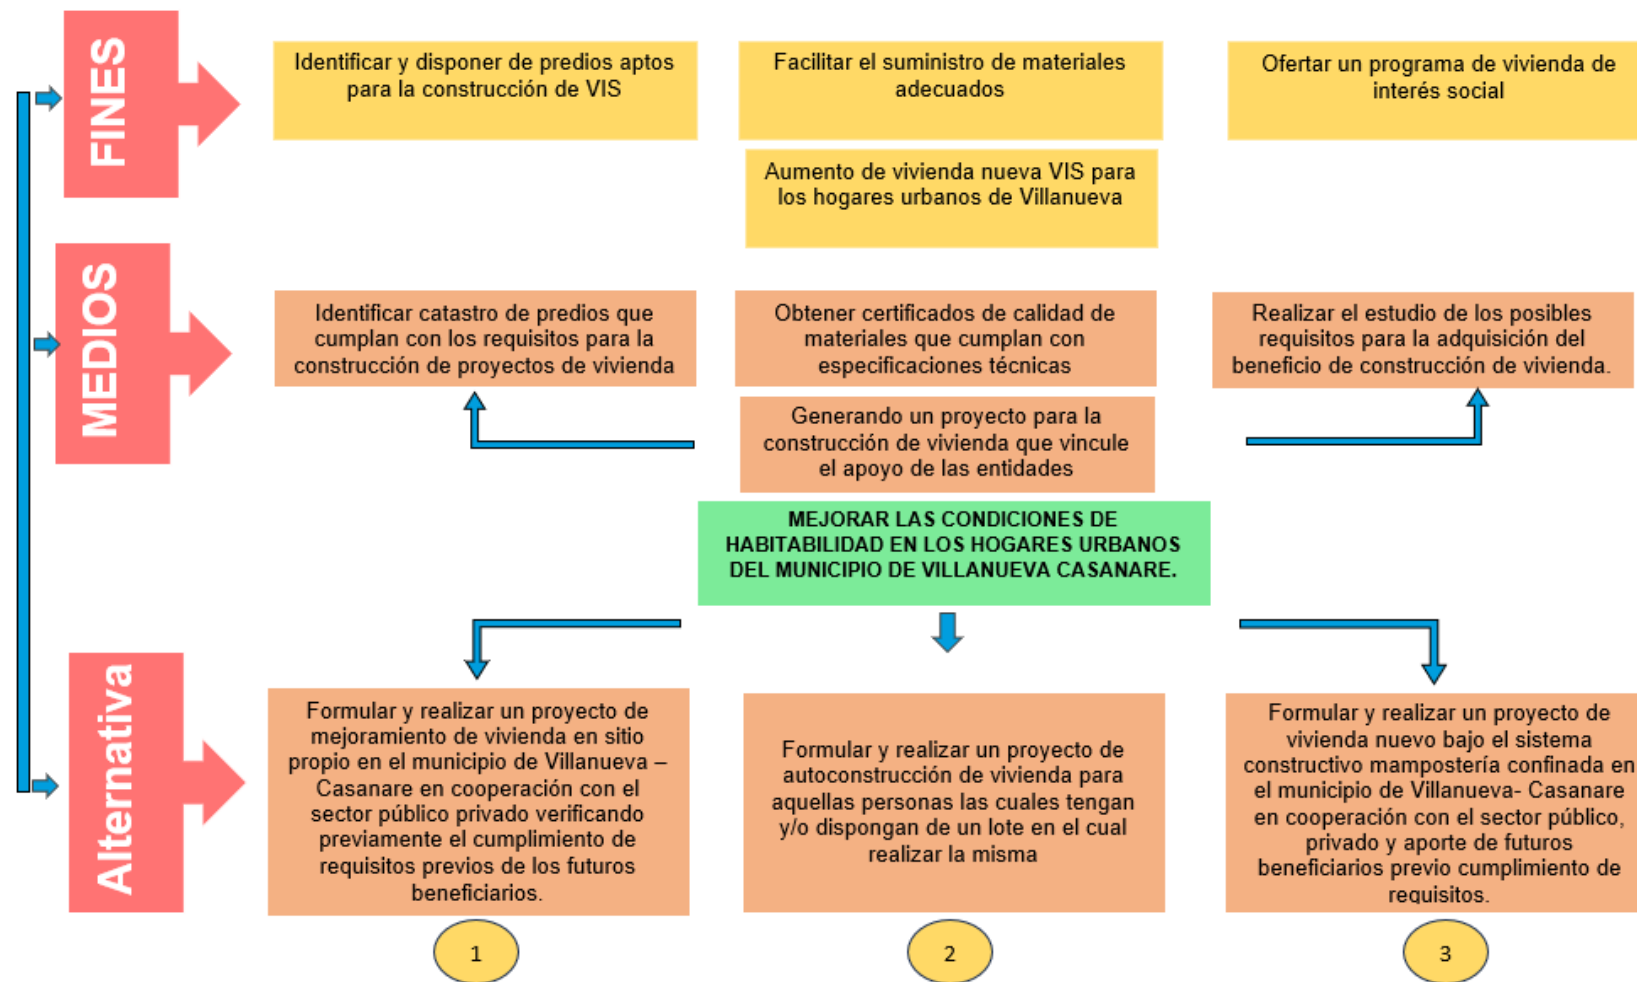 FINES
Identificar y disponer de predios aptos
para la construcción de VIS
Facilitar el suministro de materiales
adecuados
Ofertar un programa de vivienda de
interés social
Aumento de vivienda nueva VIS para
los hogares urbanos de Villanueva
MEDIOS
Identificar catastro de predios que
cumplan con los requisitos para la
construcción de proyectos de vivienda
Obtener certificados de calidad de
materiales que cumplan con
especificaciones técnicas
Realizar el estudio de los posibles
requisitos para la adquisición del
beneficio de construcción de vivienda.
Generando un proyecto para la
construcción de vivienda que vincule
el apoyo de las entidades
MEJORAR LAS CONDICIONES DE
HABITABILIDAD EN LOS HOGARES URBANOS
DEL MUNICIPIO DE VILLANUEVA CASANARE.
Alternativa
Formular y realizar un proyecto de
mejoramiento de vivienda en sitio
propio en el municipio de Villanueva –
Casanare en cooperación con el
sector público privado verificando
previamente el cumplimiento de
requisitos previos de los futuros
beneficiarios.
Formular y realizar un proyecto de
autoconstrucción de vivienda para
aquellas personas las cuales tengan
y/o dispongan de un lote en el cual
realizar la misma
Formular y realizar un proyecto de
vivienda nuevo bajo el sistema
constructivo mampostería confinada en
el municipio de Villanueva- Casanare
en cooperación con el sector público,
privado y aporte de futuros
beneficiarios previo cumplimiento de
requisitos.
1
2
3